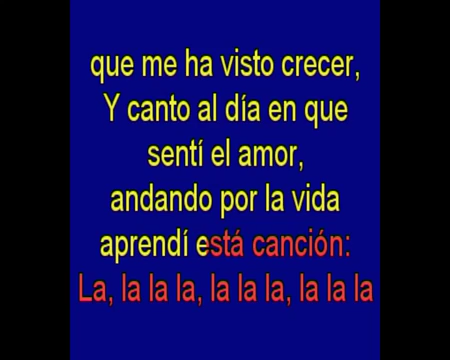 que me ha visto crecer,
Y canto al día en que
sentí el amor,
andando por la vida
aprendí está canción:
La, la la la, la la la, la la la